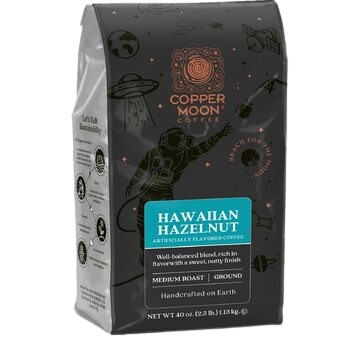 COPPER
MOON
COFFEE
REACH FOR THE MOON
Let's Talk
Sustainability
HAWAIIAN
HAZELNUT
ARTIFICIALLY FLAVORED COFFEE
Well-balanced blend, rich in
flavor with a sweet, nutty finish
MEDIUM ROAST | GROUND
Handcrafted on Earth
NET WT 40 oz. (2.5 lb.) 1.13 kg.